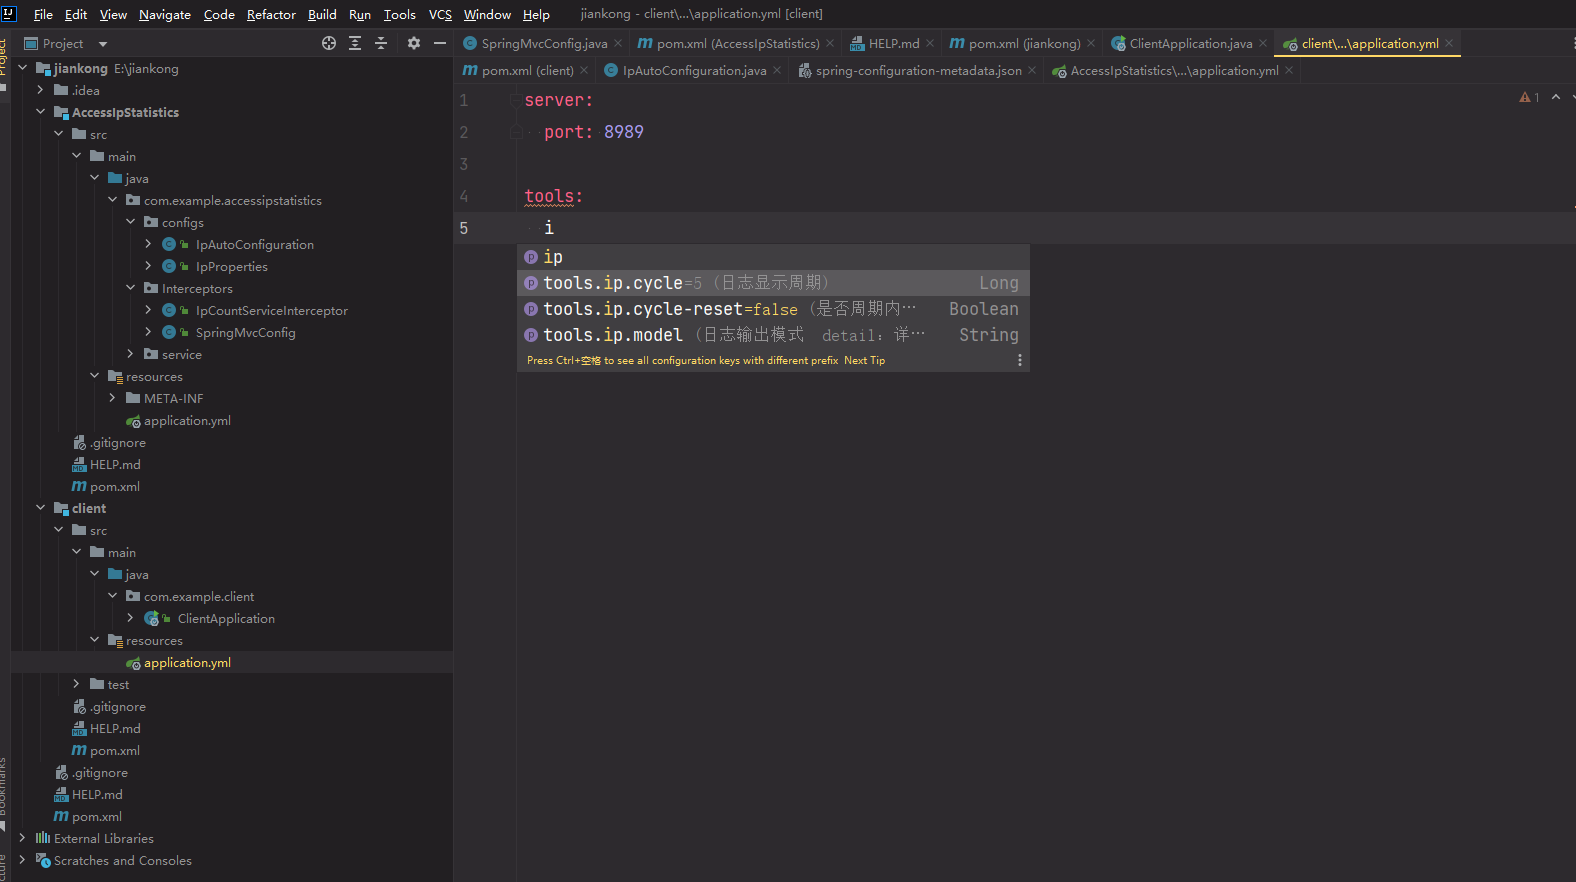 File Edit View Navigate Code Refactor Build Run Tools VCS Window Help jiankong - client\...\application.yml [client]
Project
SpringMvcConfig.java pom.xml (AccessIpStatistics) HELP.md pom.xml (jiankong) ClientApplication.java client\...\application.yml
pom.xml (client) IpAutoConfiguration.java spring-configuration-metadata.json AccessIpStatistics\...\application.yml
Project
jiankong E:\jiankong
.idea
AccessIpStatistics
src
main
java
com.example.accessipstatistics
configs
IpAutoConfiguration
IpProperties
Interceptors
IpCountServiceInterceptor
SpringMvcConfig
service
resources
META-INF
application.yml
.gitignore
HELP.md
pom.xml
client
src
main
java
com.example.client
ClientApplication
resources
application.yml
test
.gitignore
HELP.md
pom.xml
.gitignore
HELP.md
pom.xml
External Libraries
Scratches and Consoles
Bookmarks
1 server:
2 port: 8989
3
4 tools:
5 i
1
ip
tools.ip.cycle=5 (日志显示周期) Long
tools.ip.cycle-reset=false (是否周期内… Boolean
tools.ip.model (日志输出模式 detail：详… String
Press Ctrl+空格 to see all configuration keys with different prefix Next Tip